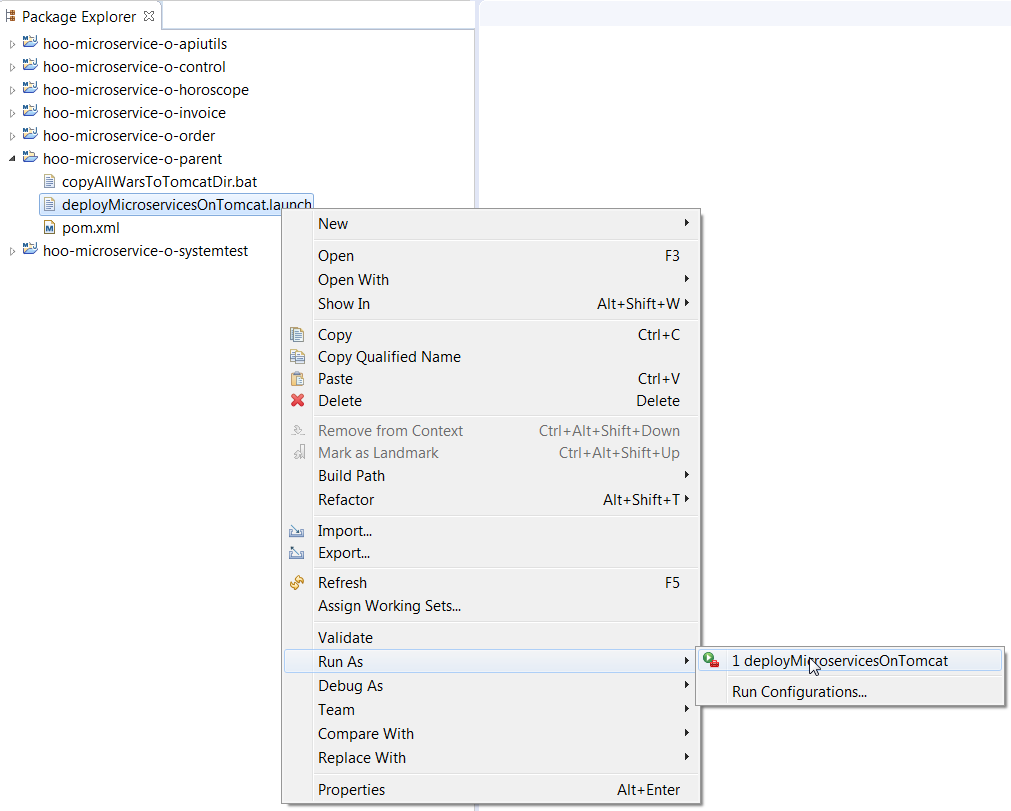 Package Explorer
hoo-microservice-o-apiutils
hoo-microservice-o-control
hoo-microservice-o-horoscope
hoo-microservice-o-invoice
hoo-microservice-o-order
hoo-microservice-o-parent
copyAllWarsToTomcatDir.bat
deployMicroservicesOnTomcat.launch
pom.xml
hoo-microservice-o-systemtest
New
Open F3
Open With
Show In Alt+Shift+W
Copy Ctrl+C
Copy Qualified Name
Paste Ctrl+V
Delete Delete
Remove from Context Ctrl+Alt+Shift+Down
Mark as Landmark Ctrl+Alt+Shift+Up
Build Path
Refactor Alt+Shift+T
Import...
Export...
Refresh F5
Assign Working Sets...
Validate
Run As
Debug As
Team
Compare With
Replace With
Properties Alt+Enter
1 deployMicroservicesOnTomcat
Run Configurations...